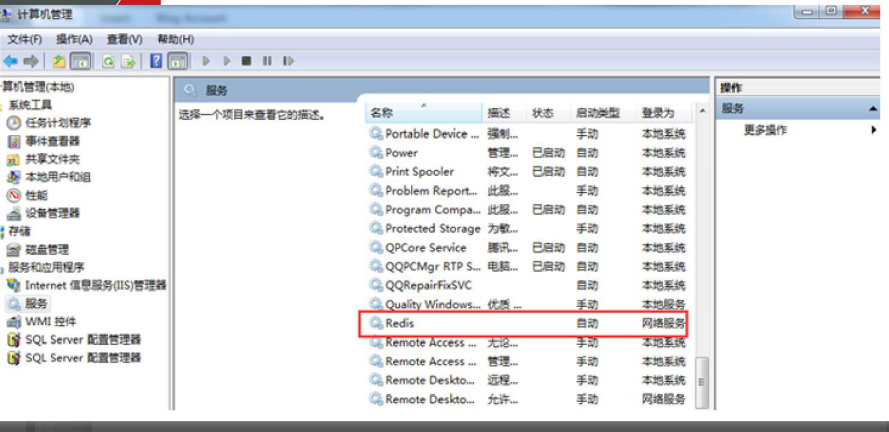 计算机管理
文件(F) 操作(A) 查看(V) 帮助(H)
算机管理(本地)
系统工具
任务计划程序
事件查看器
共享文件夹
本地用户和组
性能
设备管理器
存储
磁盘管理
服务和应用程序
Internet 信息服务(IIS)管理器
服务
WMI 控件
SQL Server 配置管理器
SQL Server 配置管理器
服务
选择一个项目来查看它的描述。
名称 描述 状态 启动类型 登录为
Portable Device ... 强制... 手动 本地系统
Power 管理... 已启动 自动 本地系统
Print Spooler 将文... 已启动 自动 本地系统
Problem Report... 此服... 手动 本地系统
Program Compa... 此服... 已启动 自动 本地系统
Protected Storage 为敏... 手动 本地系统
QPCore Service 腾讯... 已启动 自动 本地系统
QQPCMgr RTP S... 电脑... 已启动 自动 本地系统
QQRepairFixSVC 自动 本地系统
Quality Windows... 优质 ... 手动 本地服务
Redis 自动 网络服务
Remote Access ... 无论... 手动 本地系统
Remote Access ... 管理... 手动 本地系统
Remote Deskto... 远程... 手动 本地系统
Remote Deskto... 允许... 手动 网络服务
操作
服务
更多操作